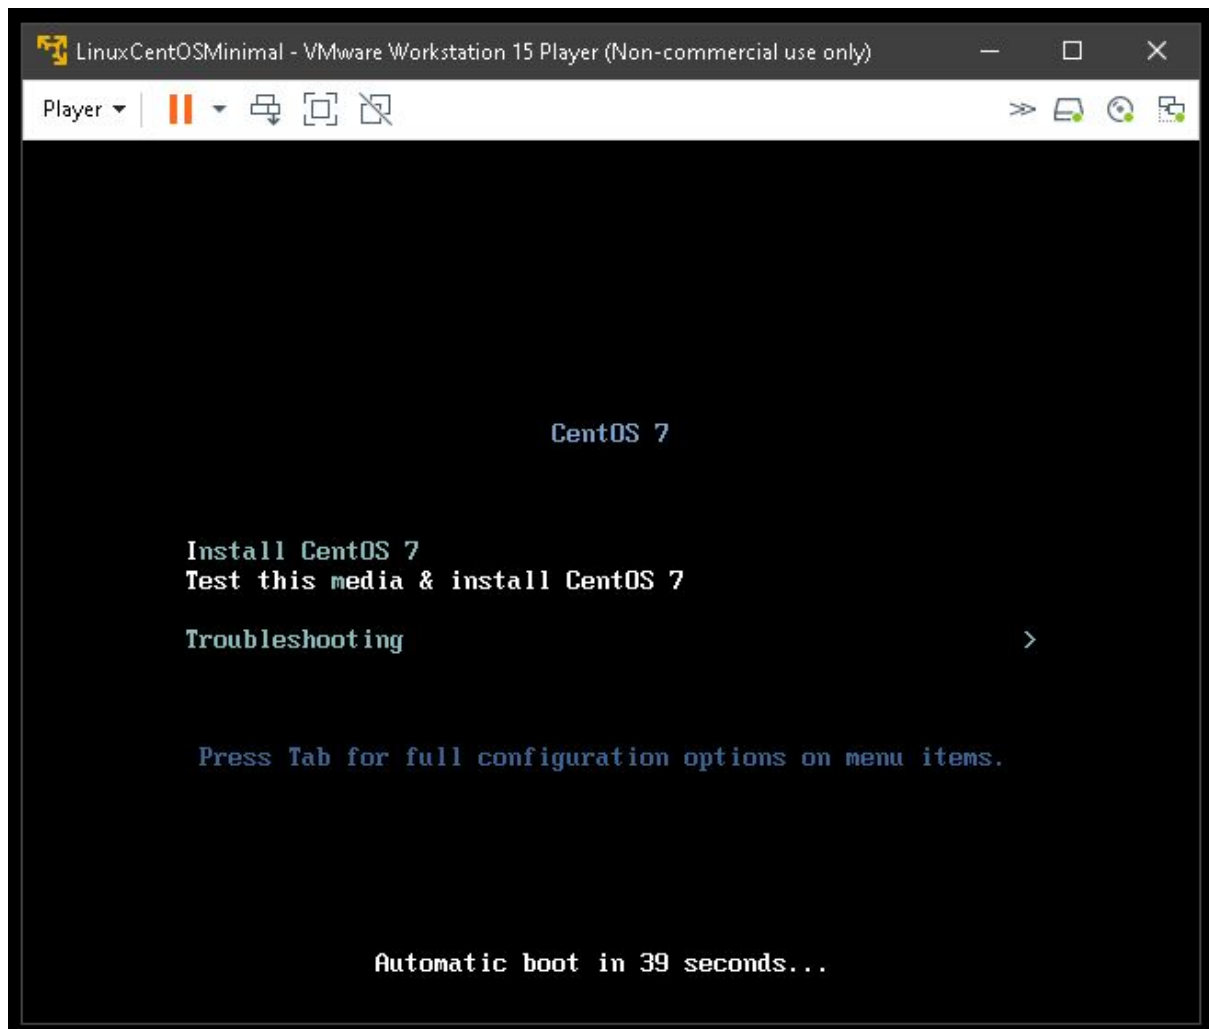 LinuxCentOSMinimal - VMware Workstation 15 Player (Non-commercial use only)
Player
CentOS 7
Install CentOS 7
Test this media & install CentOS 7
Troubleshooting >
Press Tab for full configuration options on menu items.
Automatic boot in 39 seconds...